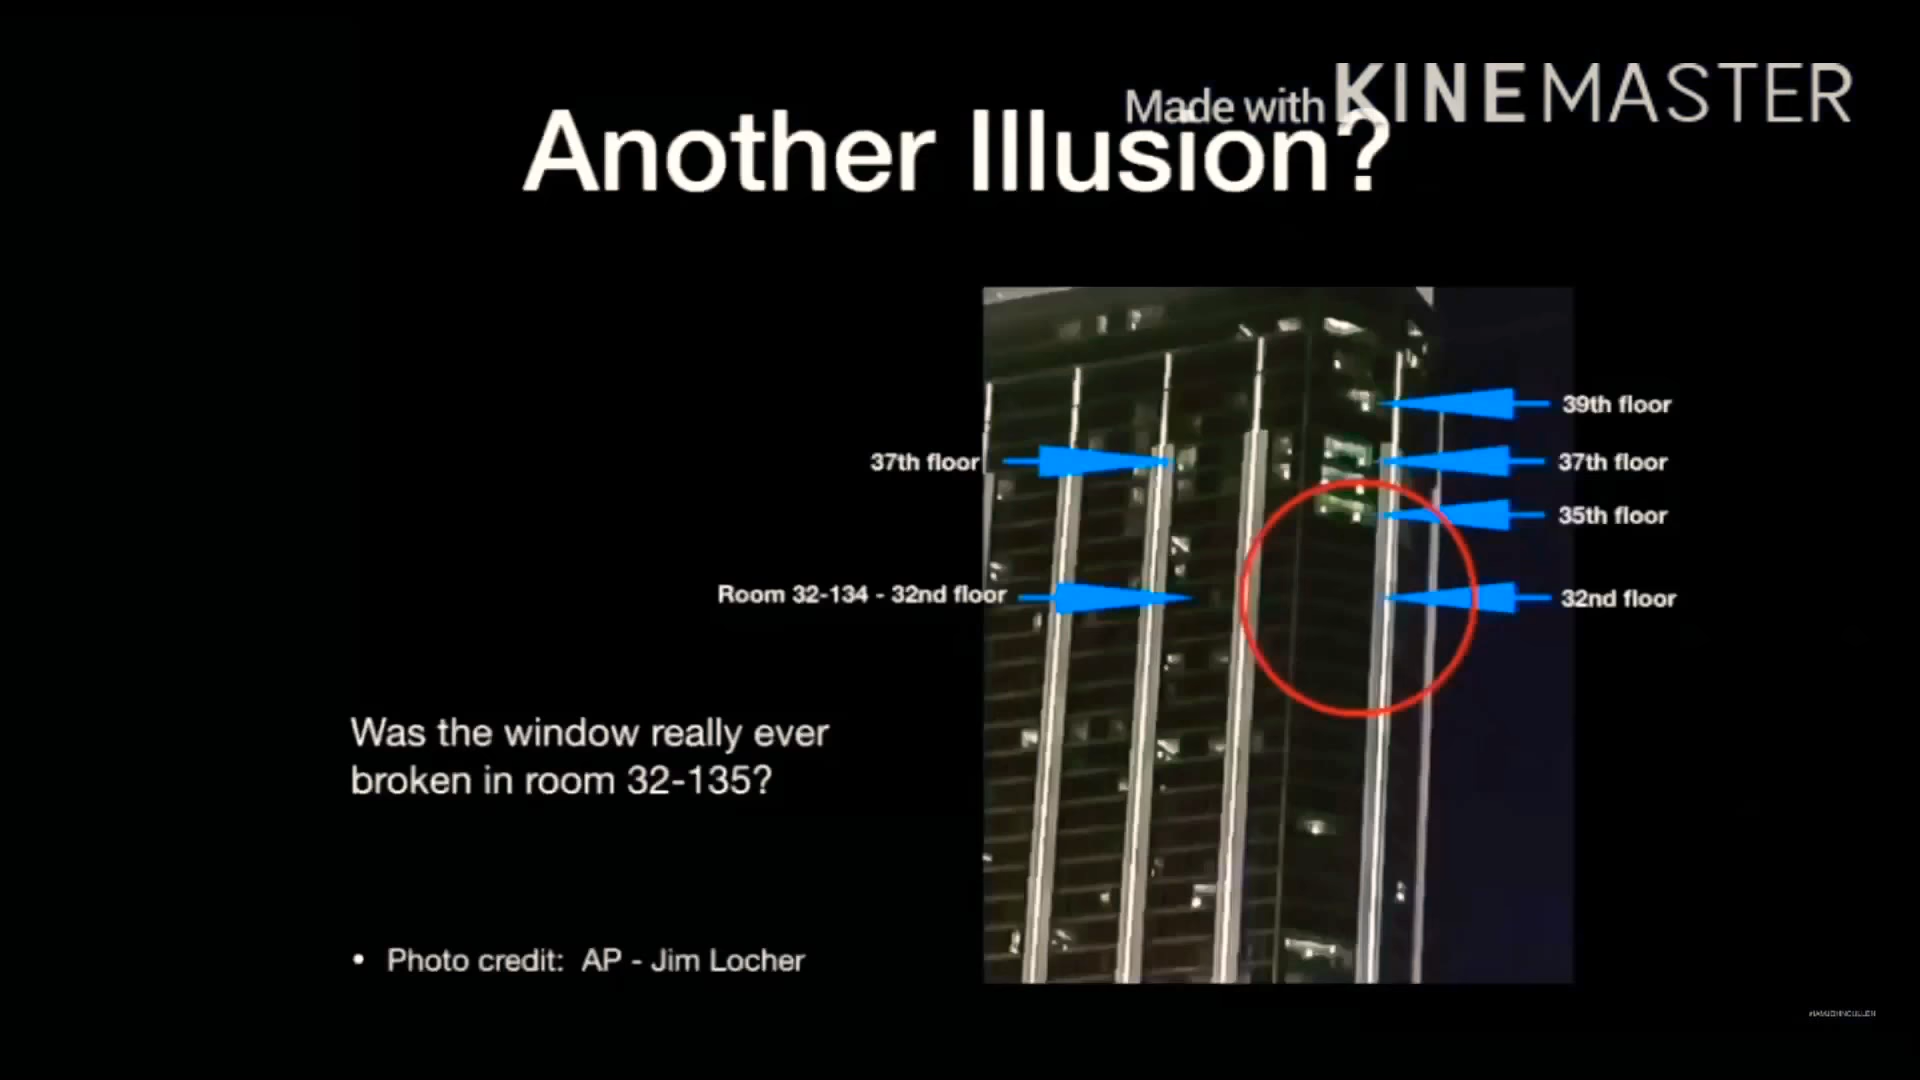 Made with KINEMASTER
Another Illusion?
39th floor
37th floor
37th floor
35th floor
Room 32-134 - 32nd floor
32nd floor
Was the window really ever
broken in room 32-135?
• Photo credit: AP - Jim Locher
#IAMJOHNCULLEN